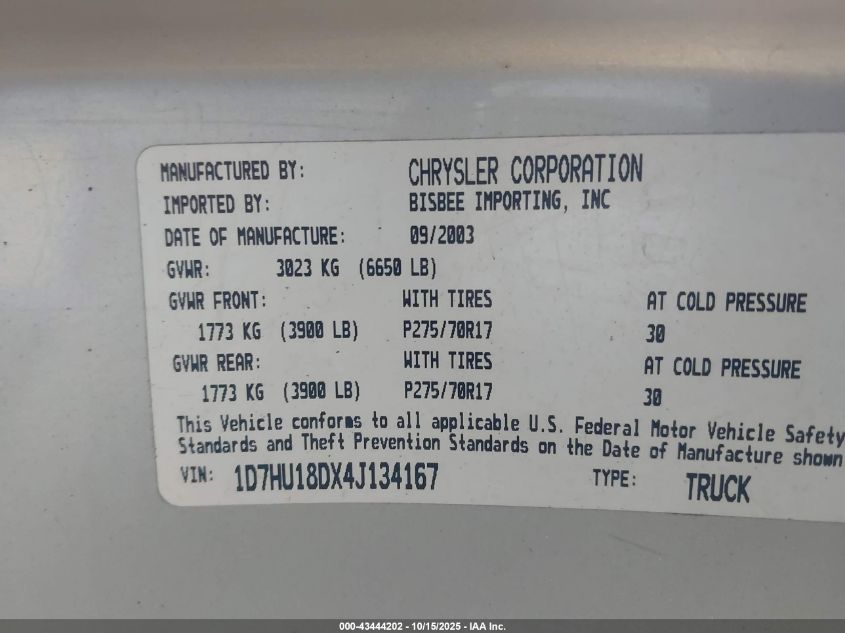 MANUFACTURED BY: CHRYSLER CORPORATION
IMPORTED BY: BISBEE IMPORTING, INC
DATE OF MANUFACTURE: 09/2003
GVWR: 3023 KG (6650 LB)
GVWR FRONT: WITH TIRES AT COLD PRESSURE
1773 KG (3900 LB) P275/70R17 30
GVWR REAR: WITH TIRES AT COLD PRESSURE
1773 KG (3900 LB) P275/70R17 30
This Vehicle conforms to all applicable U.S. Federal Motor Vehicle Safety
Standards and Theft Prevention Standards on the Date of Manufacture shown
VIN: 1D7HU18DX4J134167 TYPE: TRUCK
000-43444202 - 10/15/2025 - IAA Inc.